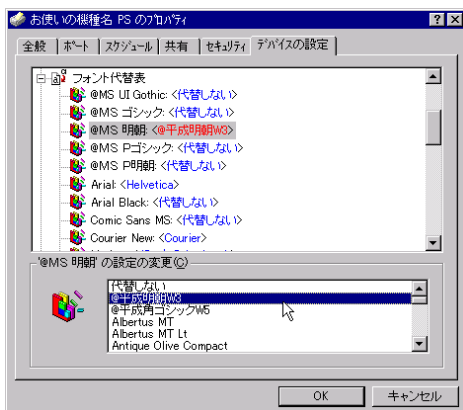 お使いの機種名 PS のプロパティ
全般 ポート スケジュール 共有 セキュリティ デバイスの設定
フォント代替表
@MS UI Gothic: <代替しない>
@MS ゴシック: <代替しない>
@MS 明朝: <@平成明朝W3>
@MS Pゴシック: <代替しない>
@MS P明朝: <代替しない>
Arial: <Helvetica>
Arial Black: <代替しない>
Comic Sans MS: <代替しない>
Courier New: <Courier>
'@MS 明朝' の設定の変更(C)
代替しない
@平成明朝W3
@平成角ゴシックW5
Albertus MT
Albertus MT Lt
Antique Olive Compact
OK キャンセル